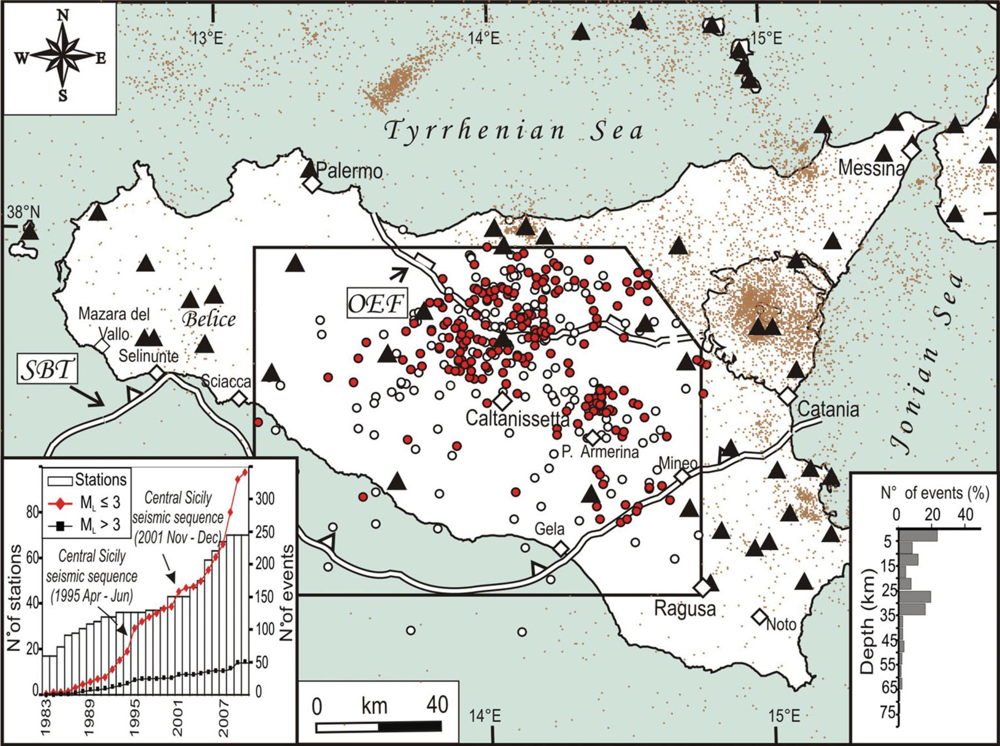 N
W E
S
13°E
14°E
15°E
Tyrrhenian Sea
Palermo
Messina
38°N
OEF
Mazara del
Vallo
Belice
Selinunte
SBT
Sciacca
Jonian Sea
Caltanissetta
Catania
P. Armerina
Mineo
Gela
Ragusa
Noto
Stations
M_L ≤ 3
M_L > 3
Central Sicily
seismic sequence
(2001 Nov - Dec)
Central Sicily
seismic sequence
(1995 Apr - Jun)
N°of stations
80
60
40
20
0
N°of events
300
250
200
150
100
50
0
1983
1989
1995
2001
2007
0 km 40
14°E
15°E
N° of events (%)
0 20 40
Depth (km)
5
15
25
35
45
55
65
75